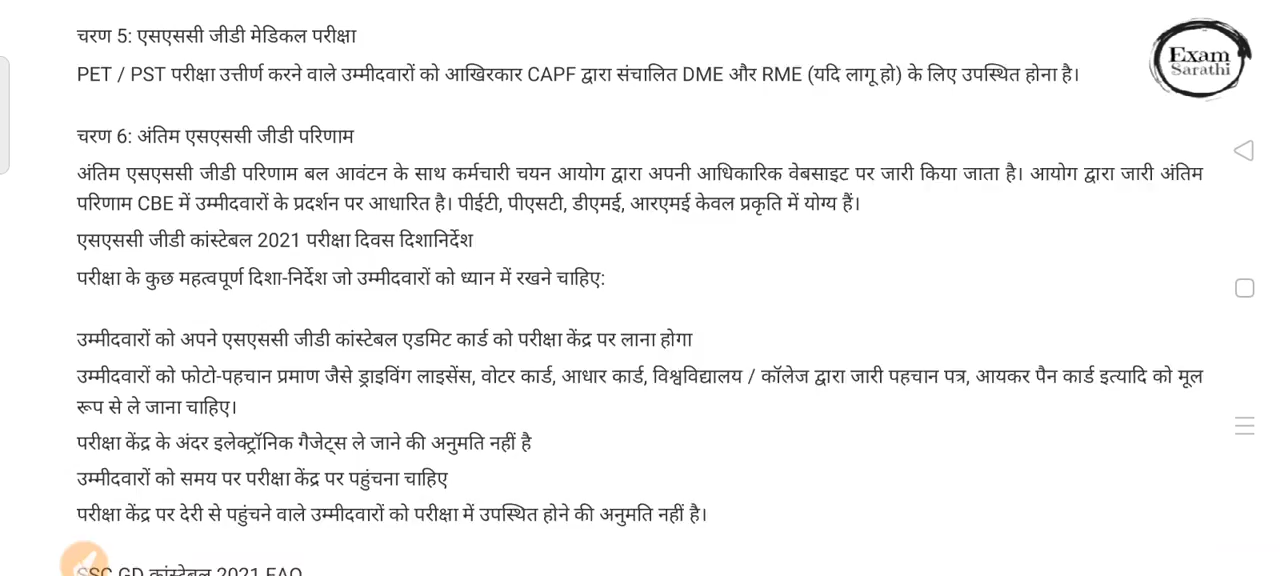 चरण 5: एसएससी जीडी मेडिकल परीक्षा
PET / PST परीक्षा उत्तीर्ण करने वाले उम्मीदवारों को आखिरकार CAPF द्वारा संचालित DME और RME (यदि लागू हो) के लिए उपस्थित होना है।
Exam
Sarathi
चरण 6: अंतिम एसएससी जीडी परिणाम
अंतिम एसएससी जीडी परिणाम बल आवंटन के साथ कर्मचारी चयन आयोग द्वारा अपनी आधिकारिक वेबसाइट पर जारी किया जाता है। आयोग द्वारा जारी अंतिम
परिणाम CBE में उम्मीदवारों के प्रदर्शन पर आधारित है। पीईटी, पीएसटी, डीएमई, आरएमई केवल प्रकृति में योग्य हैं।
एसएससी जीडी कांस्टेबल 2021 परीक्षा दिवस दिशानिर्देश
परीक्षा के कुछ महत्वपूर्ण दिशा-निर्देश जो उम्मीदवारों को ध्यान में रखने चाहिए:
उम्मीदवारों को अपने एसएससी जीडी कांस्टेबल एडमिट कार्ड को परीक्षा केंद्र पर लाना होगा
उम्मीदवारों को फोटो-पहचान प्रमाण जैसे ड्राइविंग लाइसेंस, वोटर कार्ड, आधार कार्ड, विश्वविद्यालय / कॉलेज द्वारा जारी पहचान पत्र, आयकर पैन कार्ड इत्यादि को मूल
रूप से ले जाना चाहिए।
परीक्षा केंद्र के अंदर इलेक्ट्रॉनिक गैजेट्स ले जाने की अनुमति नहीं है
उम्मीदवारों को समय पर परीक्षा केंद्र पर पहुंचना चाहिए
परीक्षा केंद्र पर देरी से पहुंचने वाले उम्मीदवारों को परीक्षा में उपस्थित होने की अनुमति नहीं है।
SSC GD कांस्टेबल 2021 FAQ